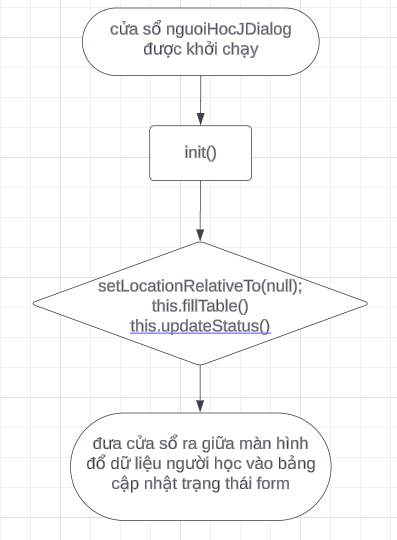 cửa sổ nguoiHocJDialog
được khởi chạy
init()
setLocationRelativeTo(null);
this.fillTable()
this.updateStatus()
đưa cửa sổ ra giữa màn hình
đổ dữ liệu người học vào bảng
cập nhật trạng thái form